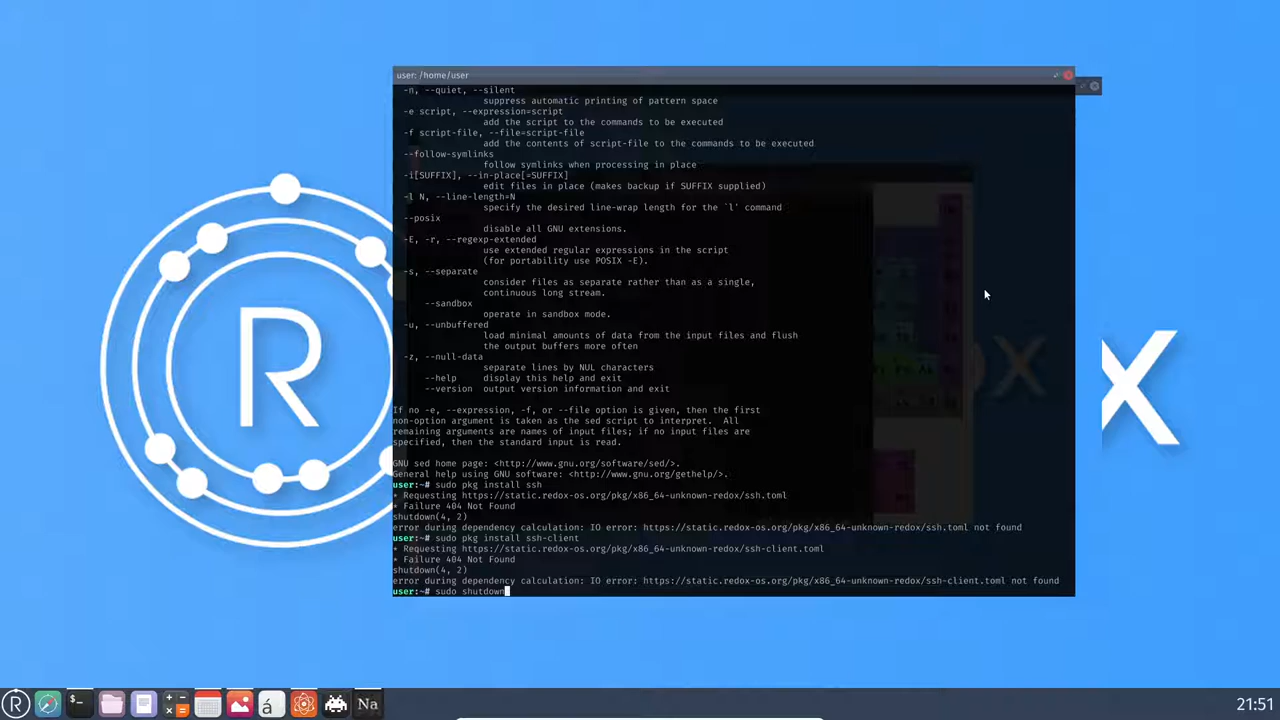 user: /home/user
-n, --quiet, --silent
suppress automatic printing of pattern space
-e script, --expression=script
add the script to the commands to be executed
-f script-file, --file=script-file
add the contents of script-file to the commands to be executed
--follow-symlinks
follow symlinks when processing in place
-i[SUFFIX], --in-place[=SUFFIX]
edit files in place (makes backup if SUFFIX supplied)
-l N, --line-length=N
specify the desired line-wrap length for the `l' command
--posix
disable all GNU extensions.
-E, -r, --regexp-extended
use extended regular expressions in the script
(for portability use POSIX -E).
-s, --separate
consider files as separate rather than as a single,
continuous long stream.
--sandbox
operate in sandbox mode.
-u, --unbuffered
load minimal amounts of data from the input files and flush
the output buffers more often
-z, --null-data
separate lines by NUL characters
--help display this help and exit
--version output version information and exit
If no -e, --expression, -f, or --file option is given, then the first
non-option argument is taken as the sed script to interpret. All
remaining arguments are names of input files; if no input files are
specified, then the standard input is read.
GNU sed home page: <http://www.gnu.org/software/sed/>.
General help using GNU software: <http://www.gnu.org/gethelp/>.
user:~# sudo pkg install ssh
* Requesting https://static.redox-os.org/pkg/x86_64-unknown-redox/ssh.toml
* Failure 404 Not Found
shutdown(4, 2)
error during dependency calculation: IO error: https://static.redox-os.org/pkg/x86_64-unknown-redox/ssh.toml not found
user:~# sudo pkg install ssh-client
* Requesting https://static.redox-os.org/pkg/x86_64-unknown-redox/ssh-client.toml
* Failure 404 Not Found
shutdown(4, 2)
error during dependency calculation: IO error: https://static.redox-os.org/pkg/x86_64-unknown-redox/ssh-client.toml not found
user:~# sudo shutdown
R
X
R
>_
á
Na
21:51